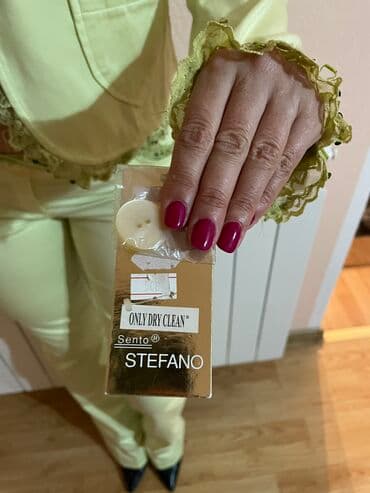 ONLY DRY CLEAN*
Sento®
STEFANO